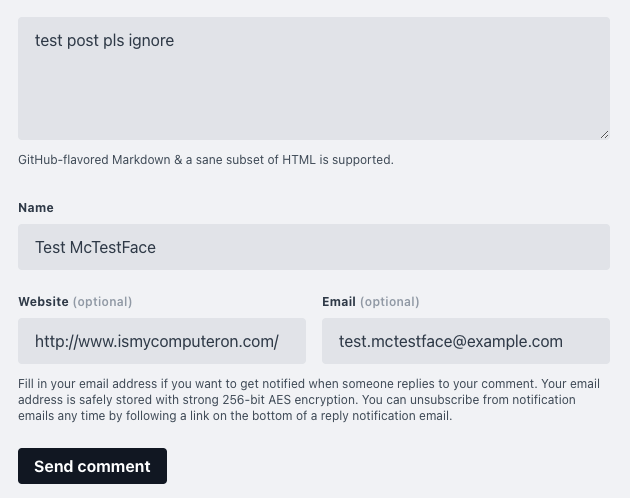 test post pls ignore
GitHub-flavored Markdown & a sane subset of HTML is supported.
Name
Test McTestFace
Website (optional)
Email (optional)
http://www.ismycomputeron.com/
test.mctestface@example.com
Fill in your email address if you want to get notified when someone replies to your comment. Your email
address is safely stored with strong 256-bit AES encryption. You can unsubscribe from notification
emails any time by following a link on the bottom of a reply notification email.
Send comment